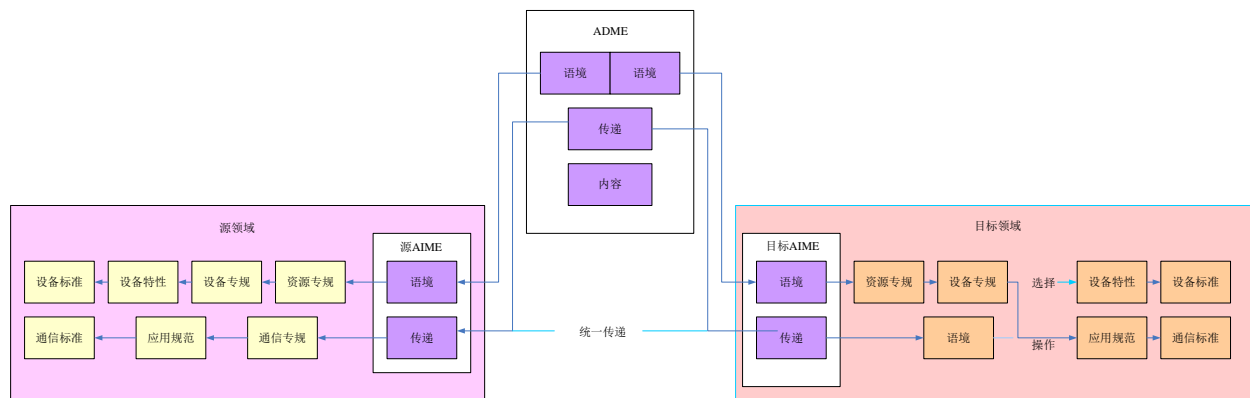 ADME
语境
语境
传递
内容
源领域
源AIME
设备标准
设备特性
设备专规
资源专规
语境
通信标准
应用规范
通信专规
传递
统一传递
目标领域
目标AIME
语境
资源专规
设备专规
选择
设备特性
设备标准
传递
语境
操作
应用规范
通信标准